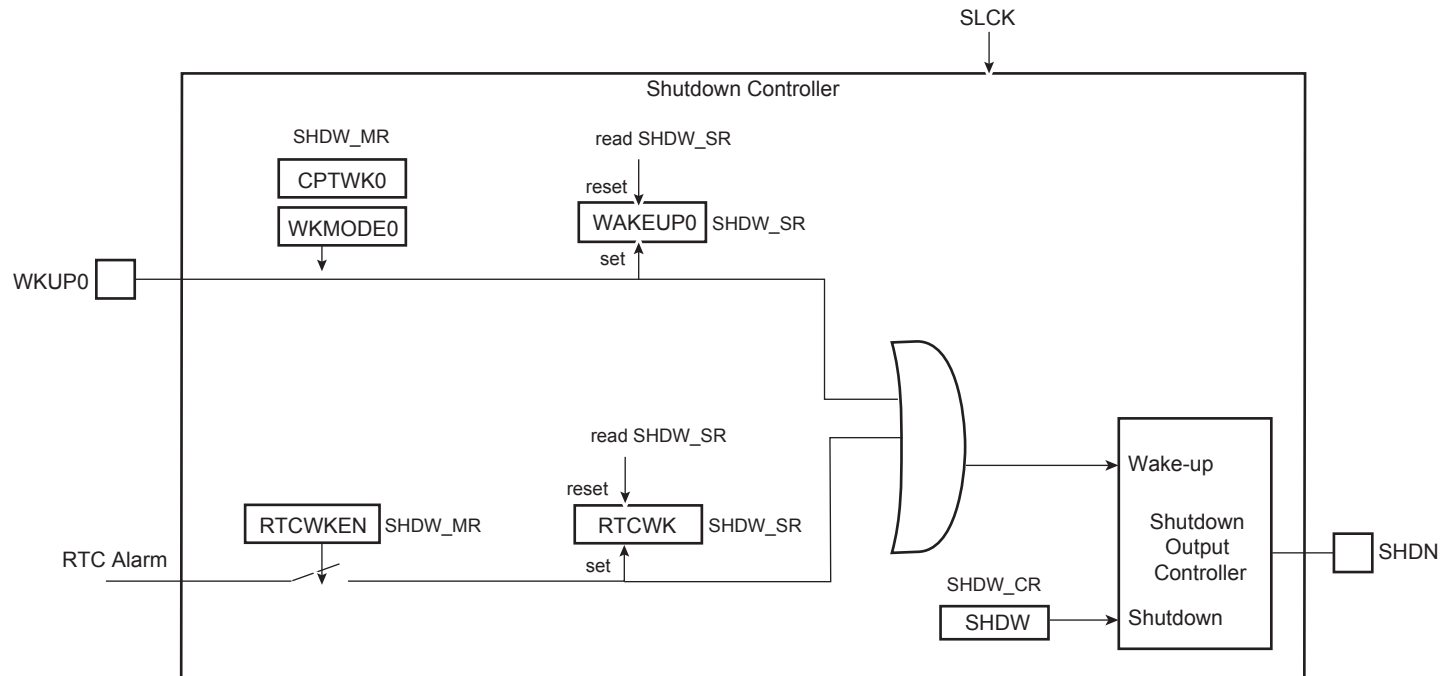 SLCK
Shutdown Controller
SHDW_MR
CPTWK0
WKMODE0
read SHDW_SR
reset
WAKEUP0
SHDW_SR
set
WKUP0
read SHDW_SR
reset
RTCWKEN
SHDW_MR
RTCWK
SHDW_SR
set
RTC Alarm
Wake-up
Shutdown
Output
Controller
SHDN
SHDW_CR
SHDW
Shutdown